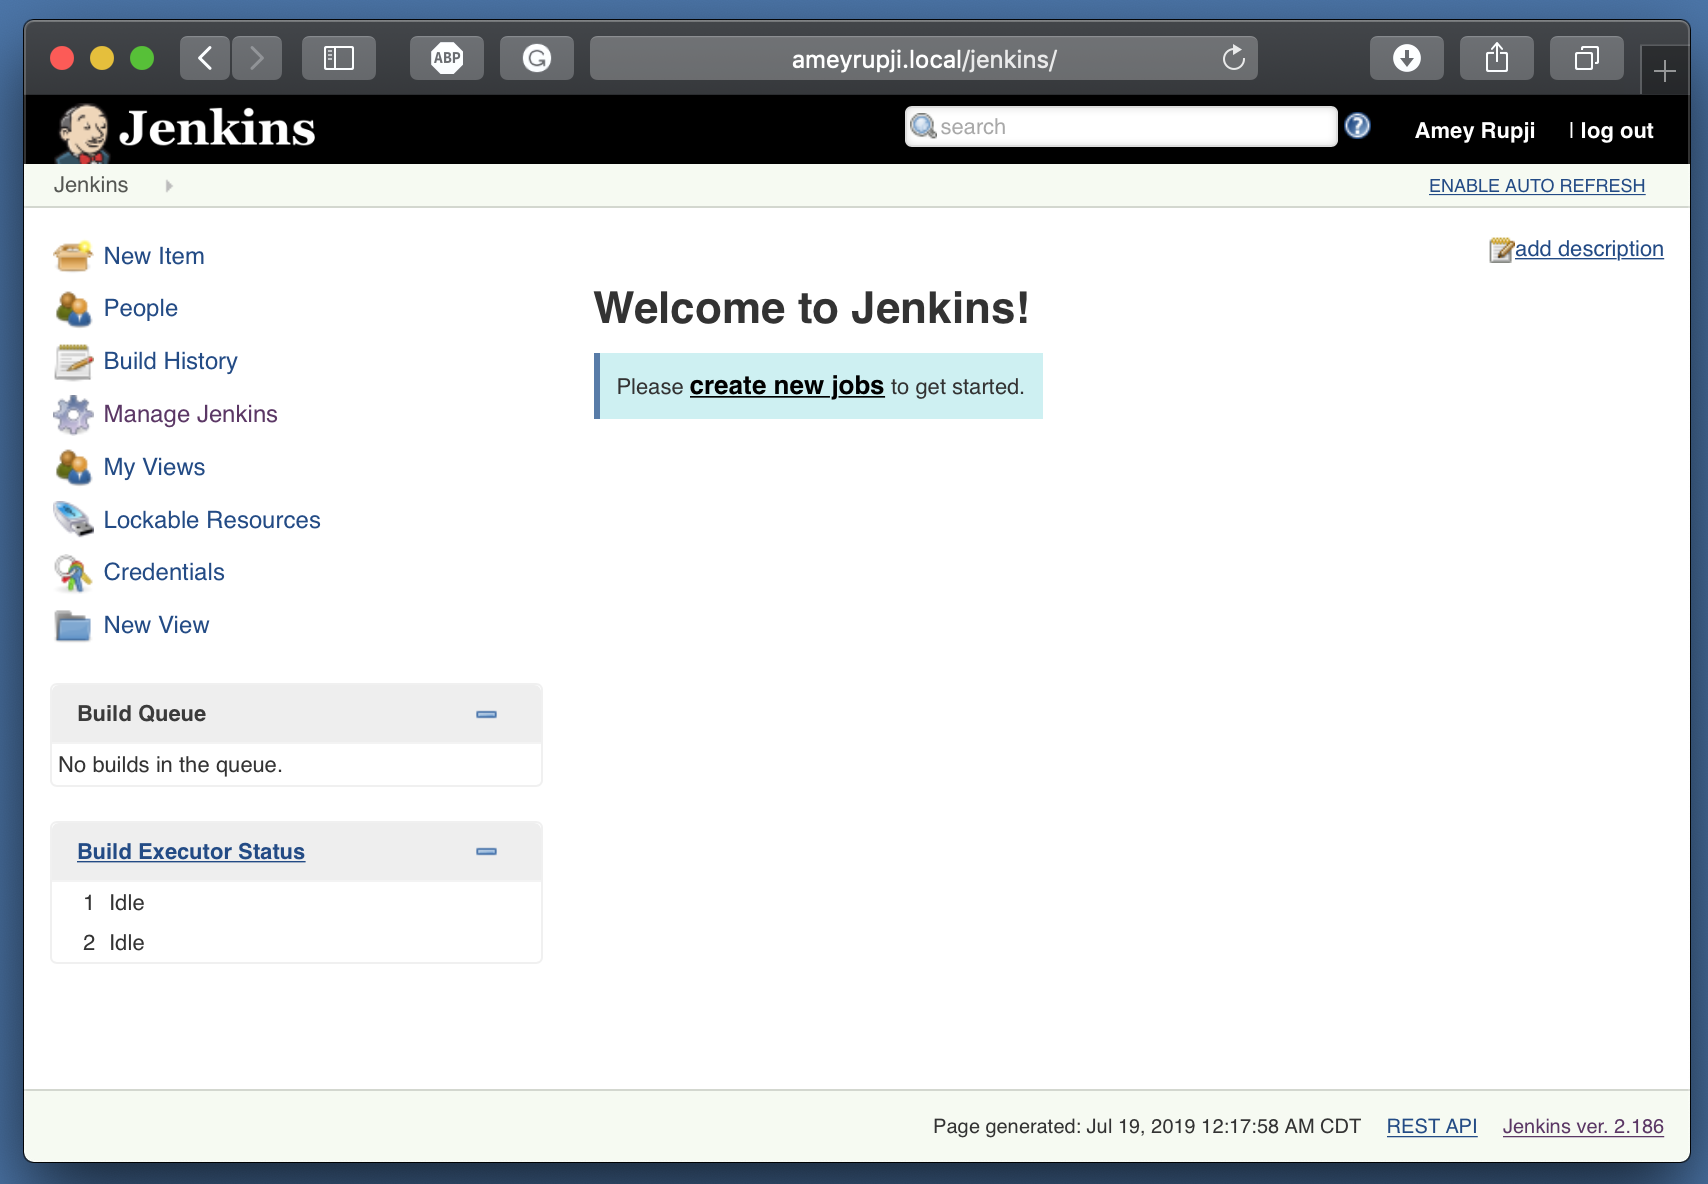 ABP
G
ameyrupji.local/jenkins/
Jenkins
search
?
Amey Rupji
| log out
Jenkins
ENABLE AUTO REFRESH
New Item
add description
People
Welcome to Jenkins!
Build History
Please create new jobs to get started.
Manage Jenkins
My Views
Lockable Resources
Credentials
New View
Build Queue
No builds in the queue.
Build Executor Status
1 Idle
2 Idle
Page generated: Jul 19, 2019 12:17:58 AM CDT REST API Jenkins ver. 2.186